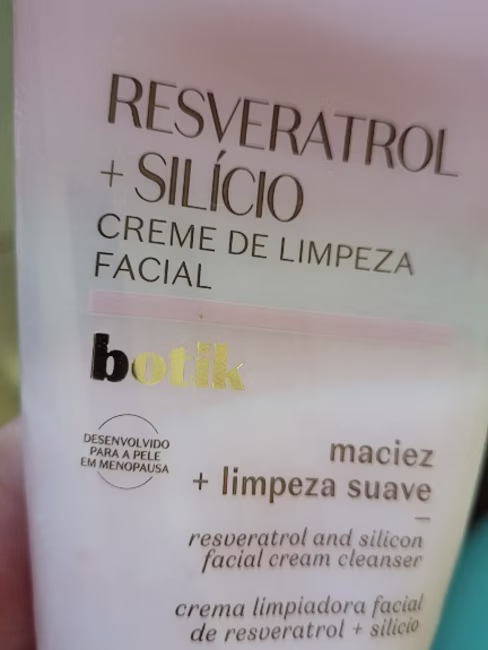 RESVERATROL
+ SILÍCIO
CREME DE LIMPEZA
FACIAL
botik
DESENVOLVIDO
PARA A PELE
EM MENOPAUSA
maciez
+ limpeza suave
resveratrol and silicon
facial cream cleanser
crema limpiadora facial
de resveratrol + silicio